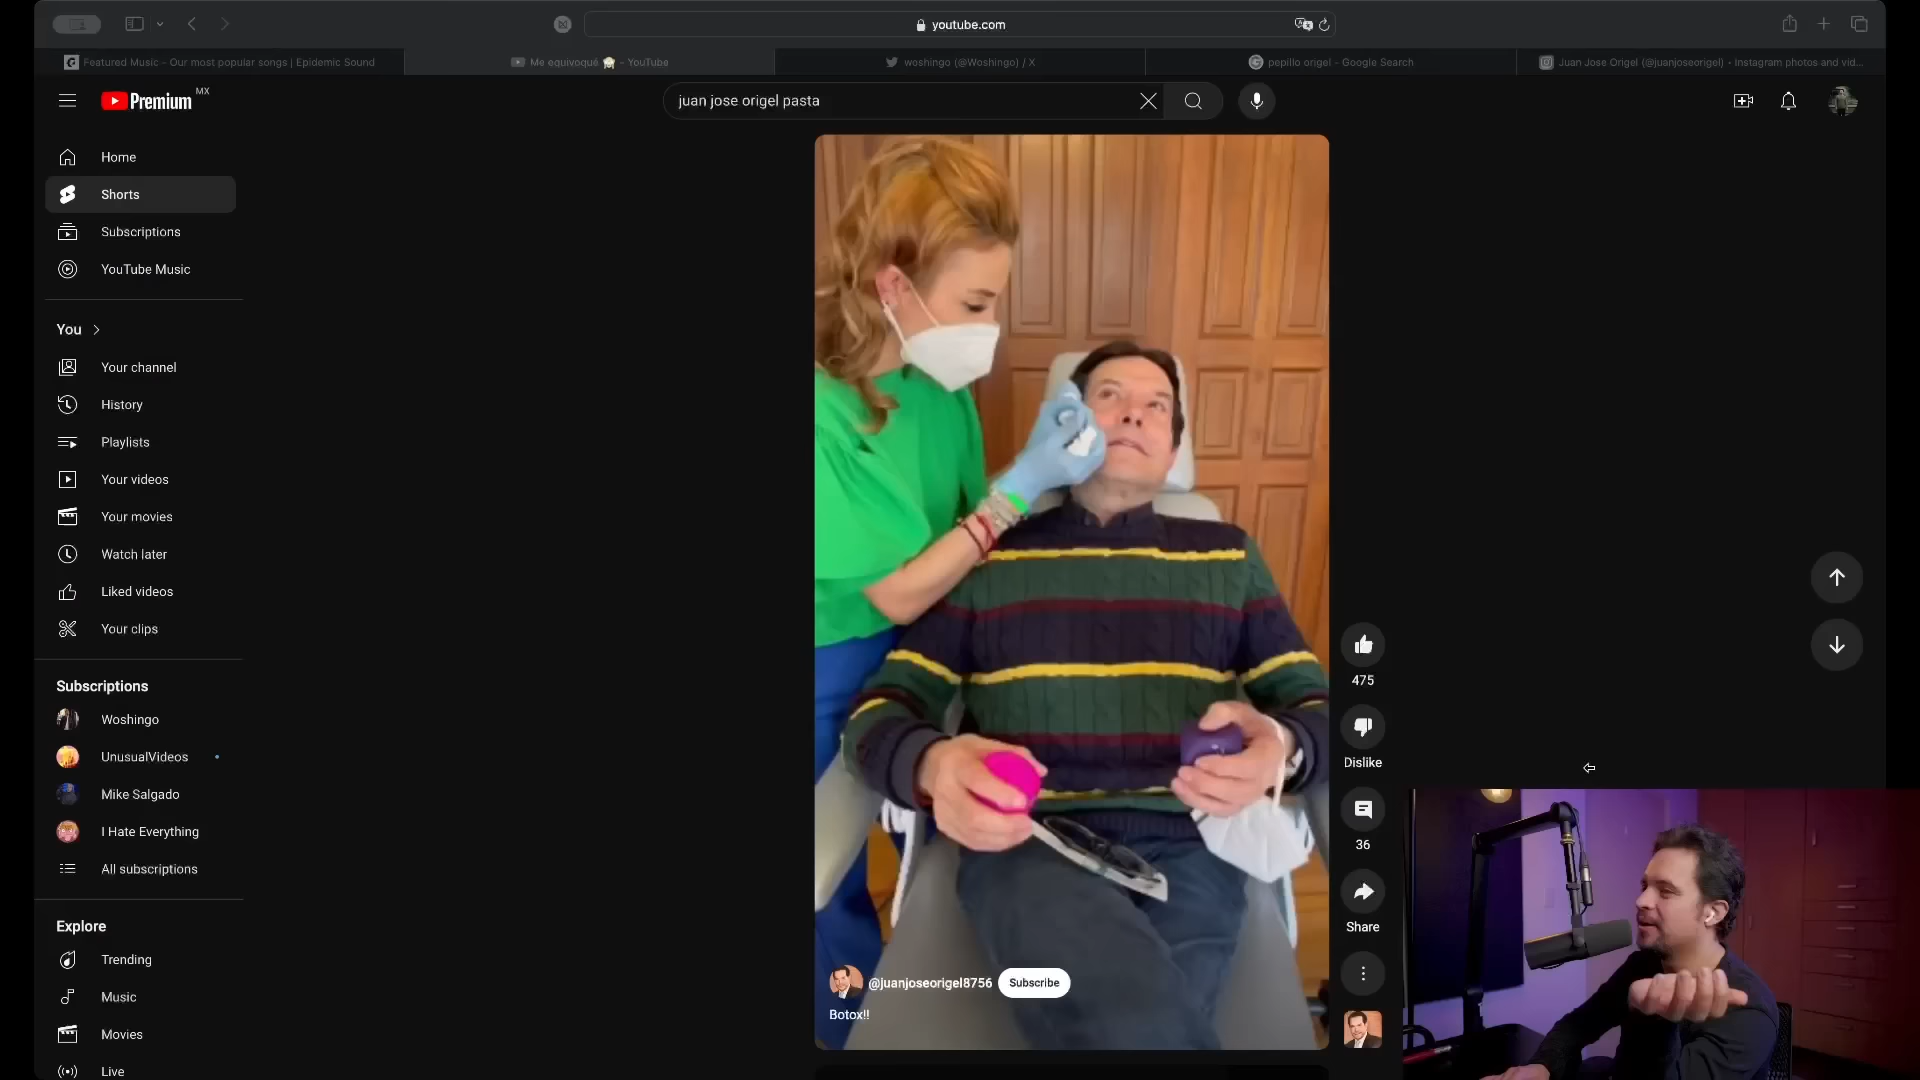 youtube.com
Featured Music - Our most popular songs | Epidemic Sound
Me equivoqué - YouTube
woshingo (@Woshingo) / X
pepillo origel - Google Search
Juan Jose Origel (@juanjoseorigel) • Instagram photos and vid...
Premium MX
juan jose origel pasta
Home
Shorts
Subscriptions
YouTube Music
You
Your channel
History
Playlists
Your videos
Your movies
Watch later
Liked videos
Your clips
Subscriptions
Woshingo
UnusualVideos
Mike Salgado
I Hate Everything
All subscriptions
Explore
Trending
Music
Movies
Live
475
Dislike
36
Share
@juanjoseorigel8756 Subscribe
Botox!!